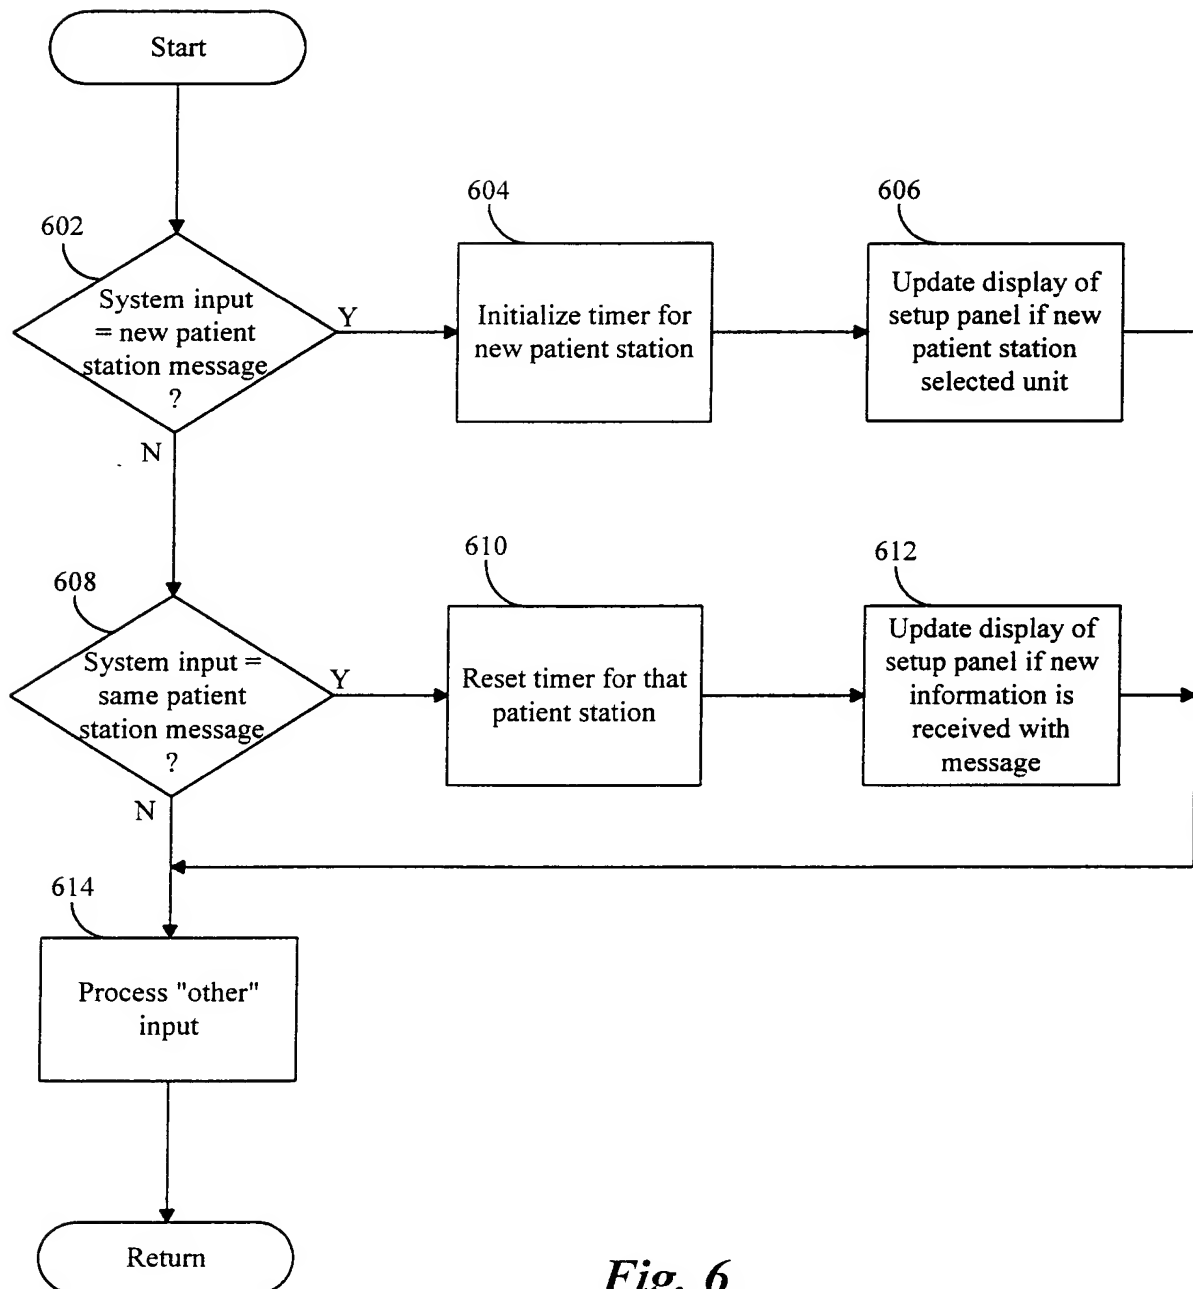 Start
602
System input
= new patient
station message
?
Y
N
604
Initialize timer for
new patient station
606
Update display of
setup panel if new
patient station
selected unit
608
System input =
same patient
station message
?
Y
N
610
Reset timer for that
patient station
612
Update display of
setup panel if new
information is
received with
message
614
Process "other"
input
Return
Fig. 6